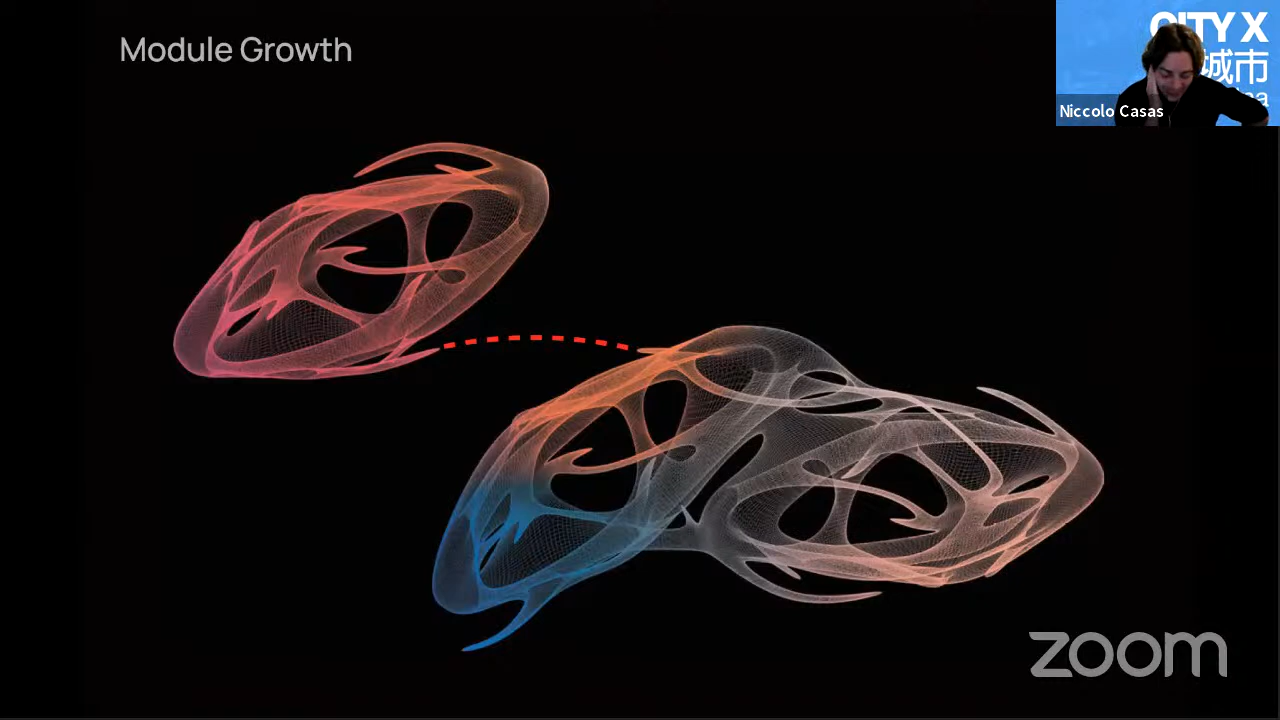 Module Growth
CITY X
城市
Niccolo Casas
zoom